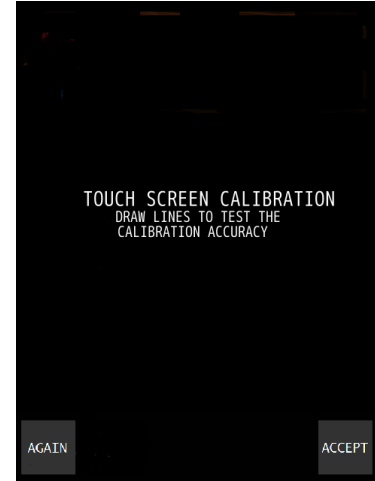 TOUCH SCREEN CALIBRATION
DRAW LINES TO TEST THE
CALIBRATION ACCURACY
AGAIN
ACCEPT